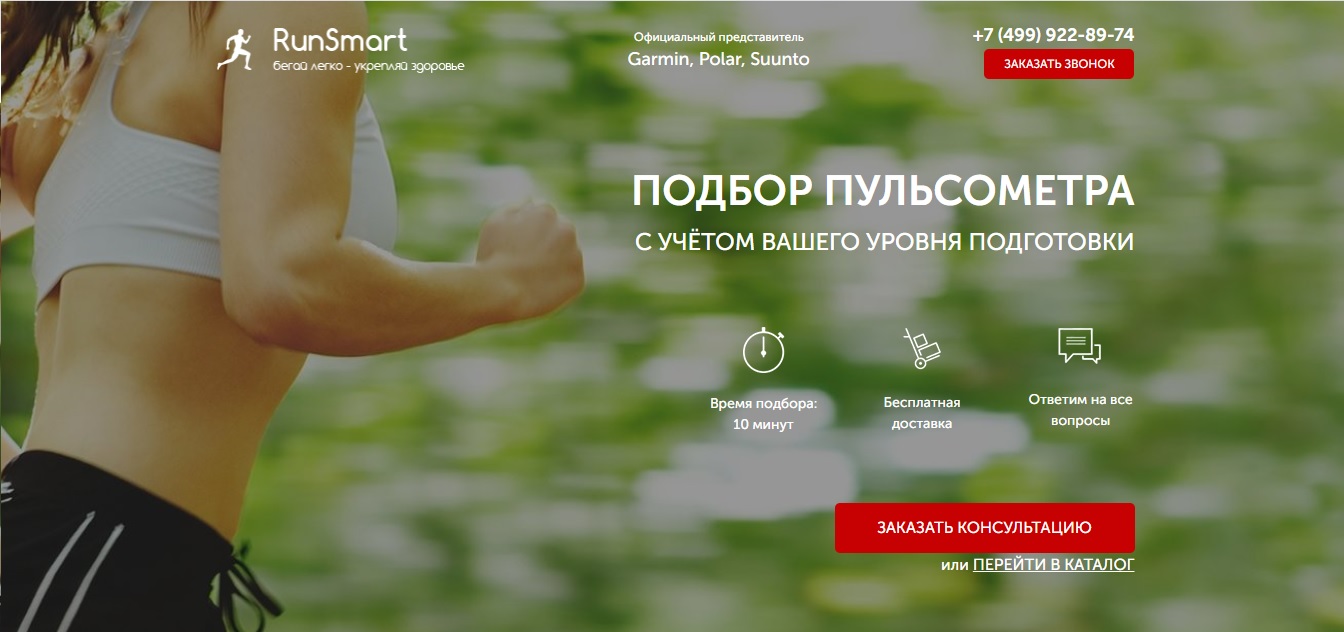 RunSmart
бегай легко - укрепляй здоровье
Официальный представитель
Garmin, Polar, Suunto
+7 (499) 922-89-74
ЗАКАЗАТЬ ЗВОНОК
ПОДБОР ПУЛЬСОМЕТРА
С УЧЁТОМ ВАШЕГО УРОВНЯ ПОДГОТОВКИ
Время подбора:
10 минут
Бесплатная
доставка
Ответим на все
вопросы
ЗАКАЗАТЬ КОНСУЛЬТАЦИЮ
или ПЕРЕЙТИ В КАТАЛОГ